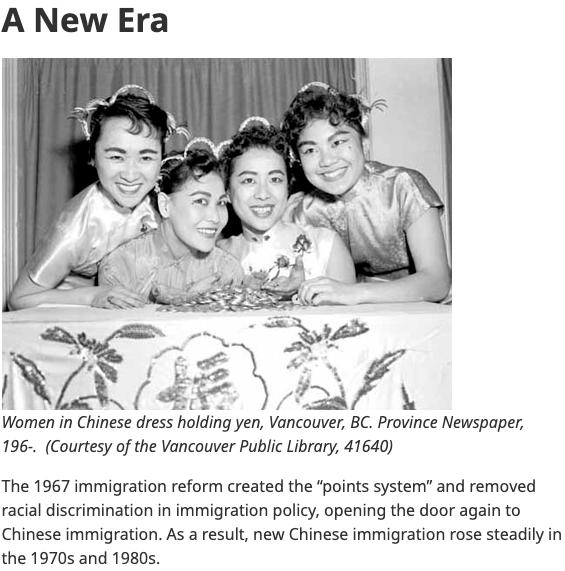 A New Era
Women in Chinese dress holding yen, Vancouver, BC. Province Newspaper,
196-.  (Courtesy of the Vancouver Public Library, 41640)
The 1967 immigration reform created the “points system” and removed
racial discrimination in immigration policy, opening the door again to
Chinese immigration. As a result, new Chinese immigration rose steadily in
the 1970s and 1980s.